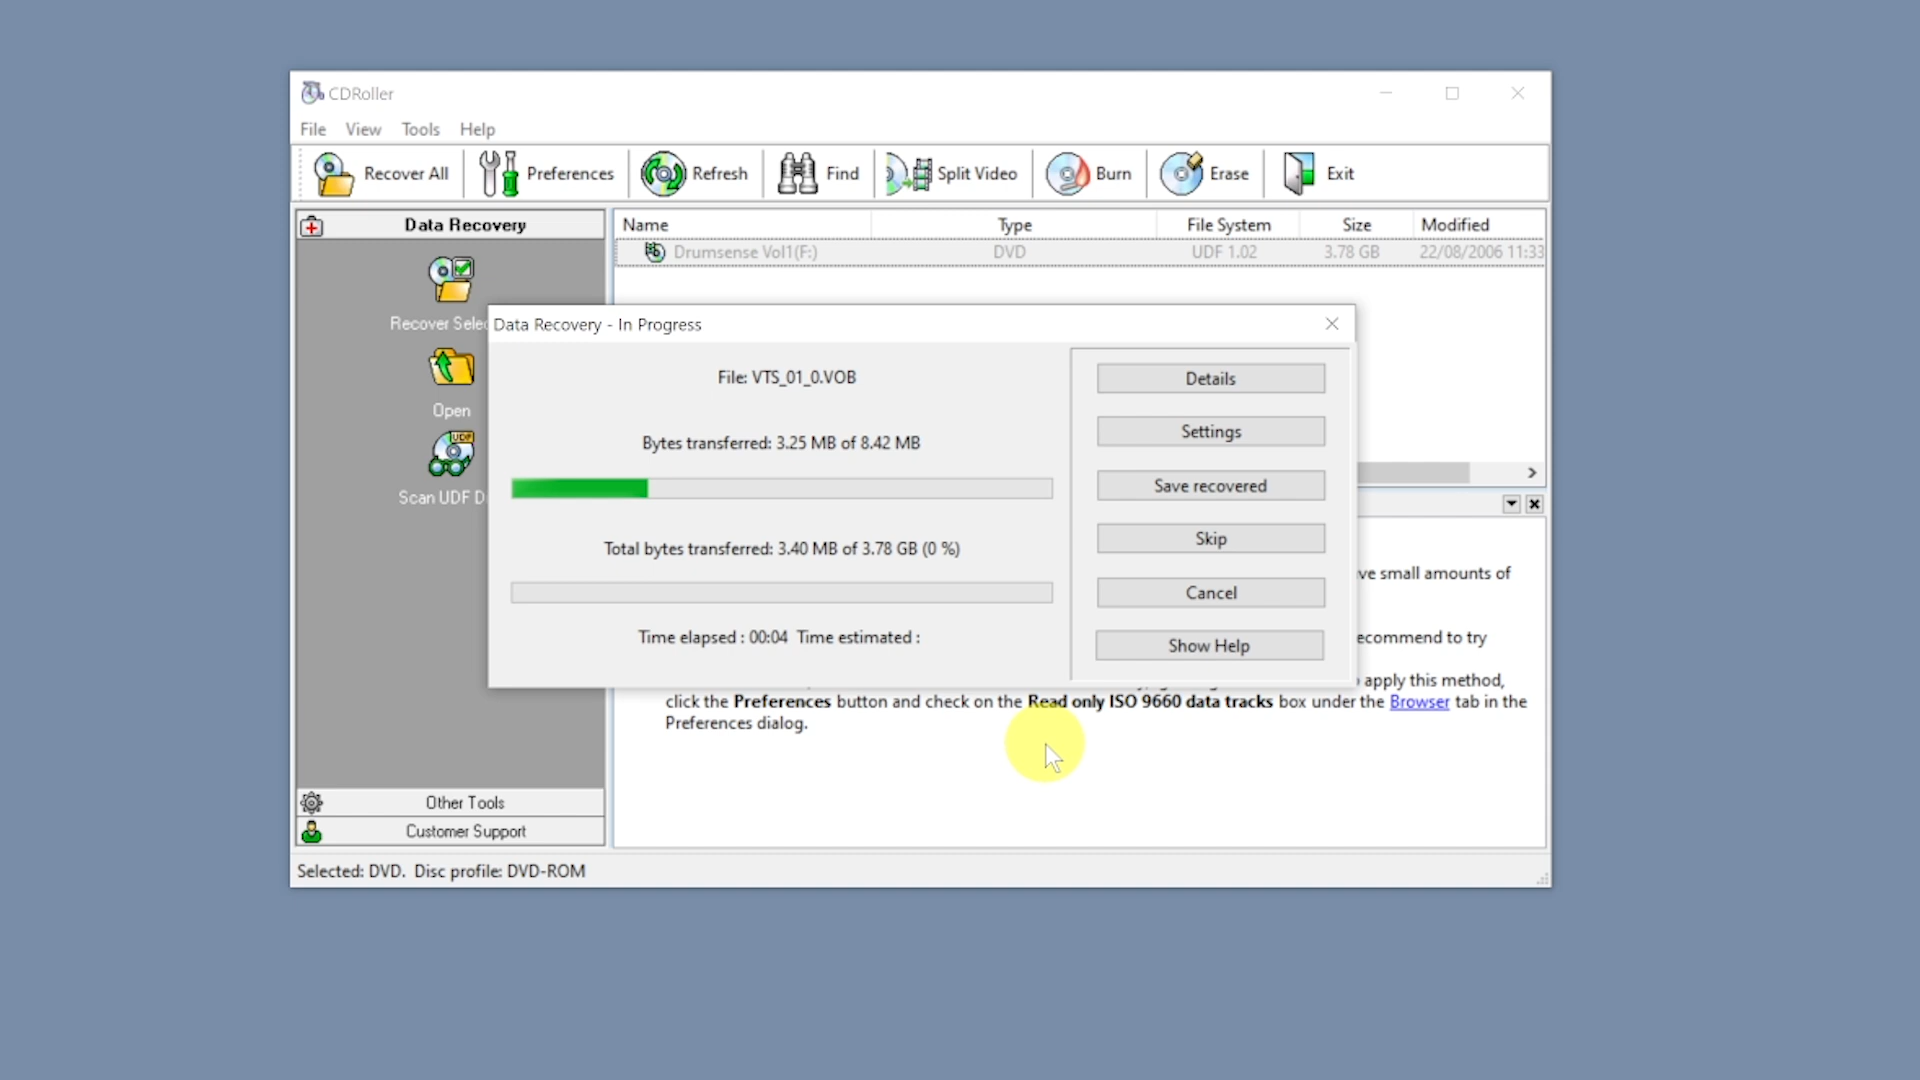 CDRoller
File View Tools Help
Recover All Preferences Refresh Find Split Video Burn Erase Exit
Data Recovery
Name Type File System Size Modified
Drumsense Vol1(F:) DVD UDF 1.02 3.78 GB 22/08/2006 11:33
Recover Selec
Open
UDF
Scan UDF D
Data Recovery - In Progress
File: VTS_01_0.VOB
Bytes transferred: 3.25 MB of 8.42 MB
Total bytes transferred: 3.40 MB of 3.78 GB (0 %)
Time elapsed : 00:04 Time estimated :
Details
Settings
Save recovered
Skip
Cancel
Show Help
ve small amounts of
ecommend to try
apply this method,
click the Preferences button and check on the Read only ISO 9660 data tracks box under the Browser tab in the
Preferences dialog.
Other Tools
Customer Support
Selected: DVD. Disc profile: DVD-ROM